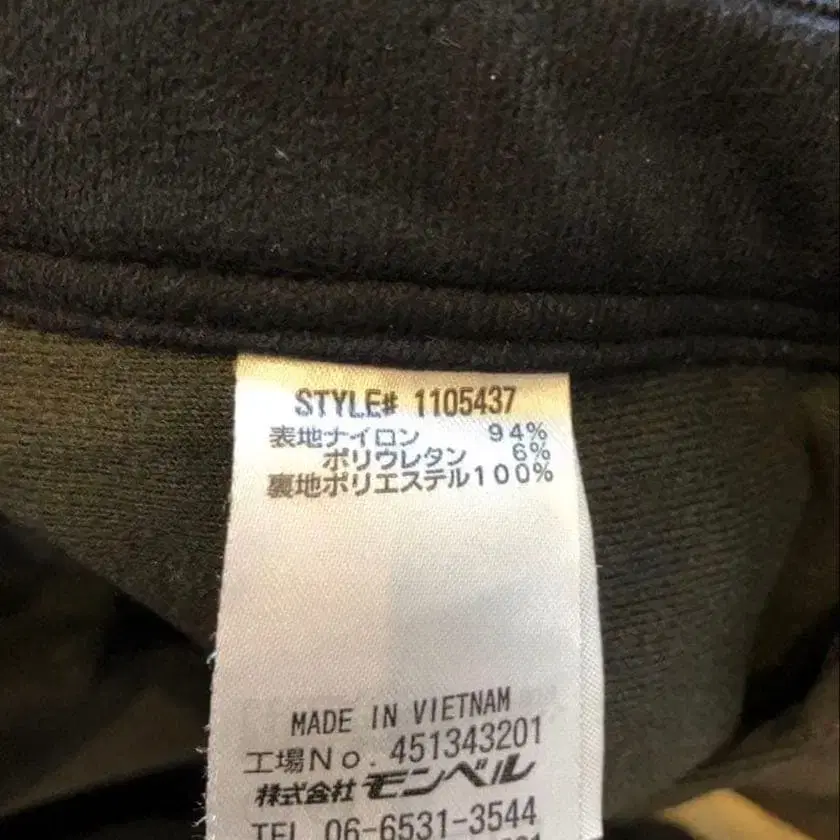 STYLE# 1105437
表地ナイロン 94%
ポリウレタン 6%
裏地ポリエステル100%
MADE IN VIETNAM
工場No. 451343201
株式会社モンベル
TEL 06-6531-3544